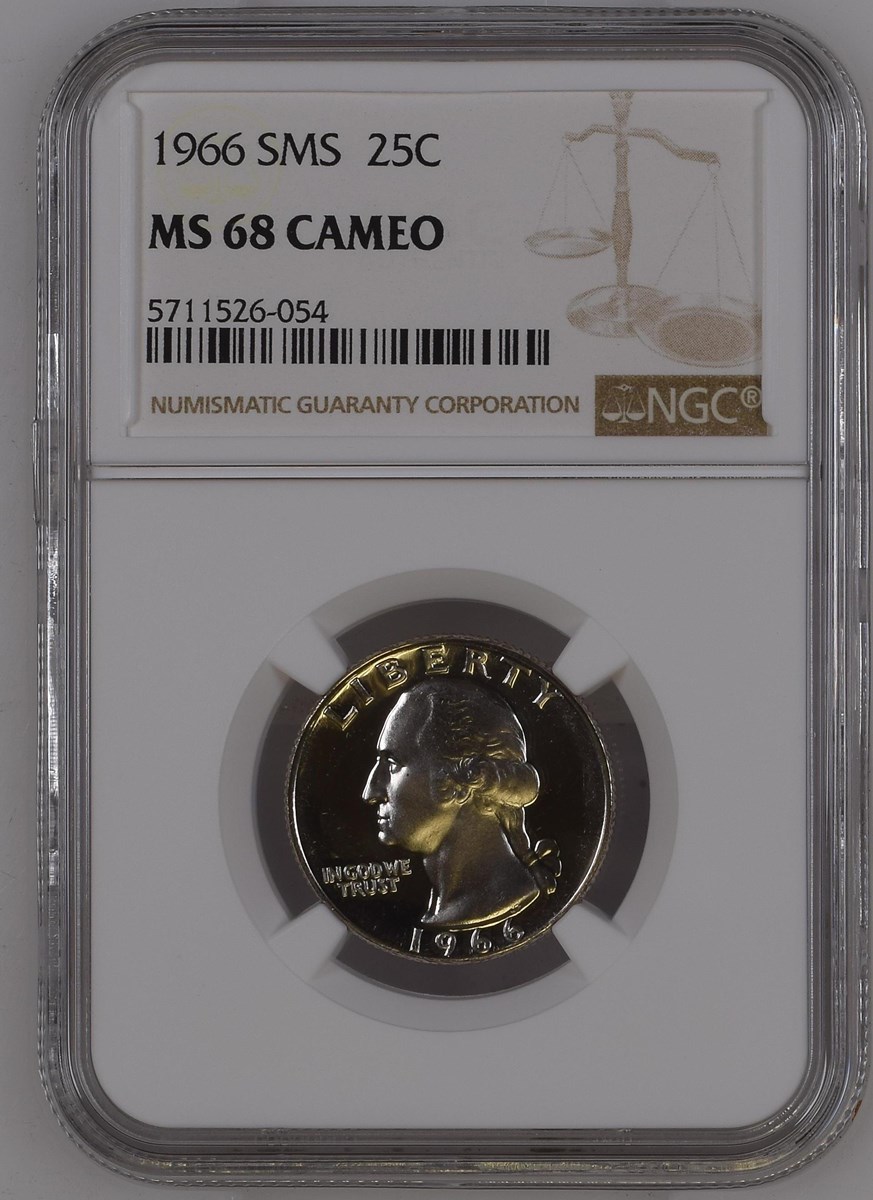 1966 SMS 25C
MS 68 CAMEO
5711526-054
NUMISMATIC GUARANTY CORPORATION
NGC®
LIBERTY
IN GOD WE
TRUST
1966